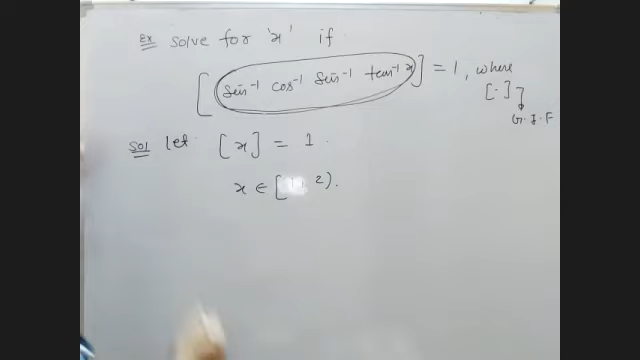 Ex Solve for 'x' if
[ sin⁻¹ cos⁻¹ sin⁻¹ tan⁻¹ x ] = 1, where
[.]
G.I.F
Sol let [x] = 1.
x ∈ [1, 2).